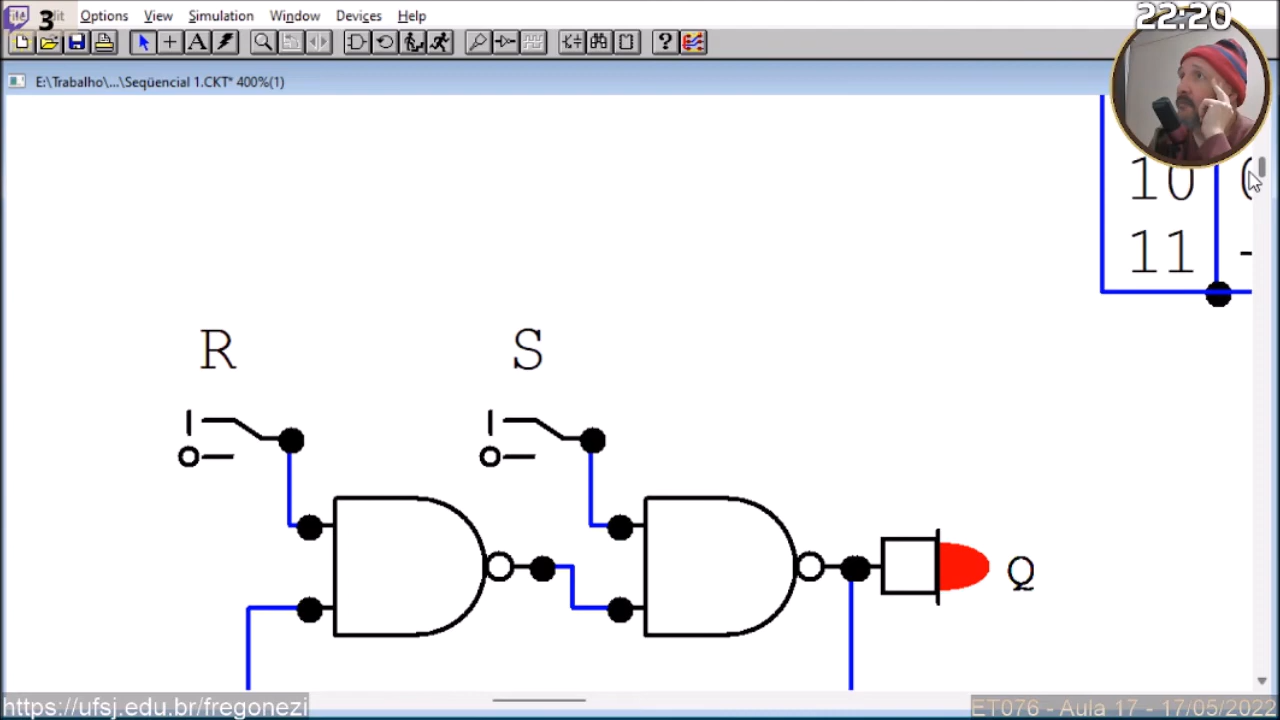 3
Options View Simulation Window Devices Help
22:20
E:\Trabalho\...\Seqüencial 1.CKT* 400%(1)
10
11 -
R S
Q
https://ufsj.edu.br/fregonezi
ET076 - Aula 17 - 17/05/2022